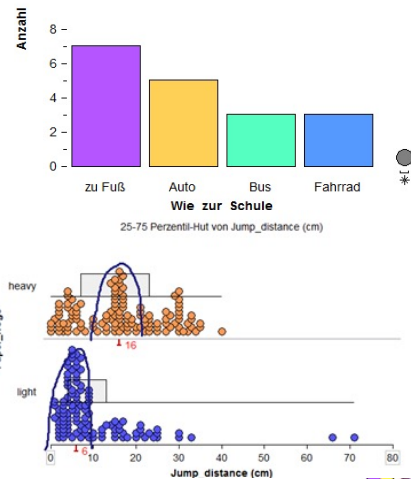 Anzahl
8
6
4
2
0
zu Fuß Auto Bus Fahrrad
Wie zur Schule
25-75 Perzentil-Hut von Jump_distance (cm)
heavy
16
light
6
0 10 20 30 40 50 60 70 80
Jump_distance (cm)